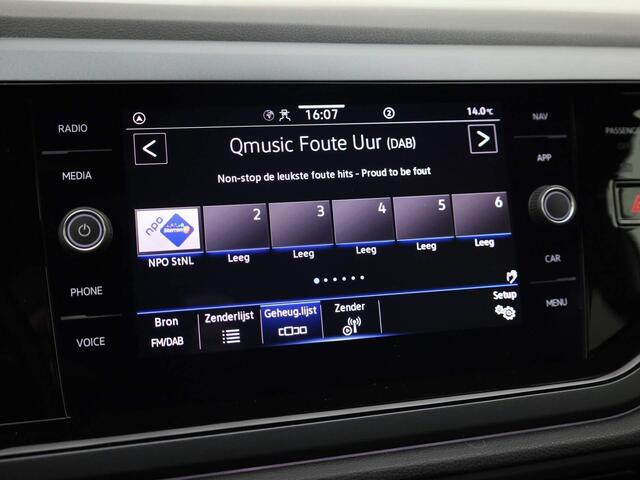 RADIO
MEDIA
PHONE
VOICE
16:07
2
14.0°C
Qmusic Foute Uur (DAB)
Non-stop de leukste foute hits - Proud to be fout
npo
2
3
4
5
6
NPO StNL
Leeg
Leeg
Leeg
Leeg
Leeg
Bron
FM/DAB
Zenderlijst
Geheug.lijst
Zender
Setup
NAV
APP
CAR
MENU